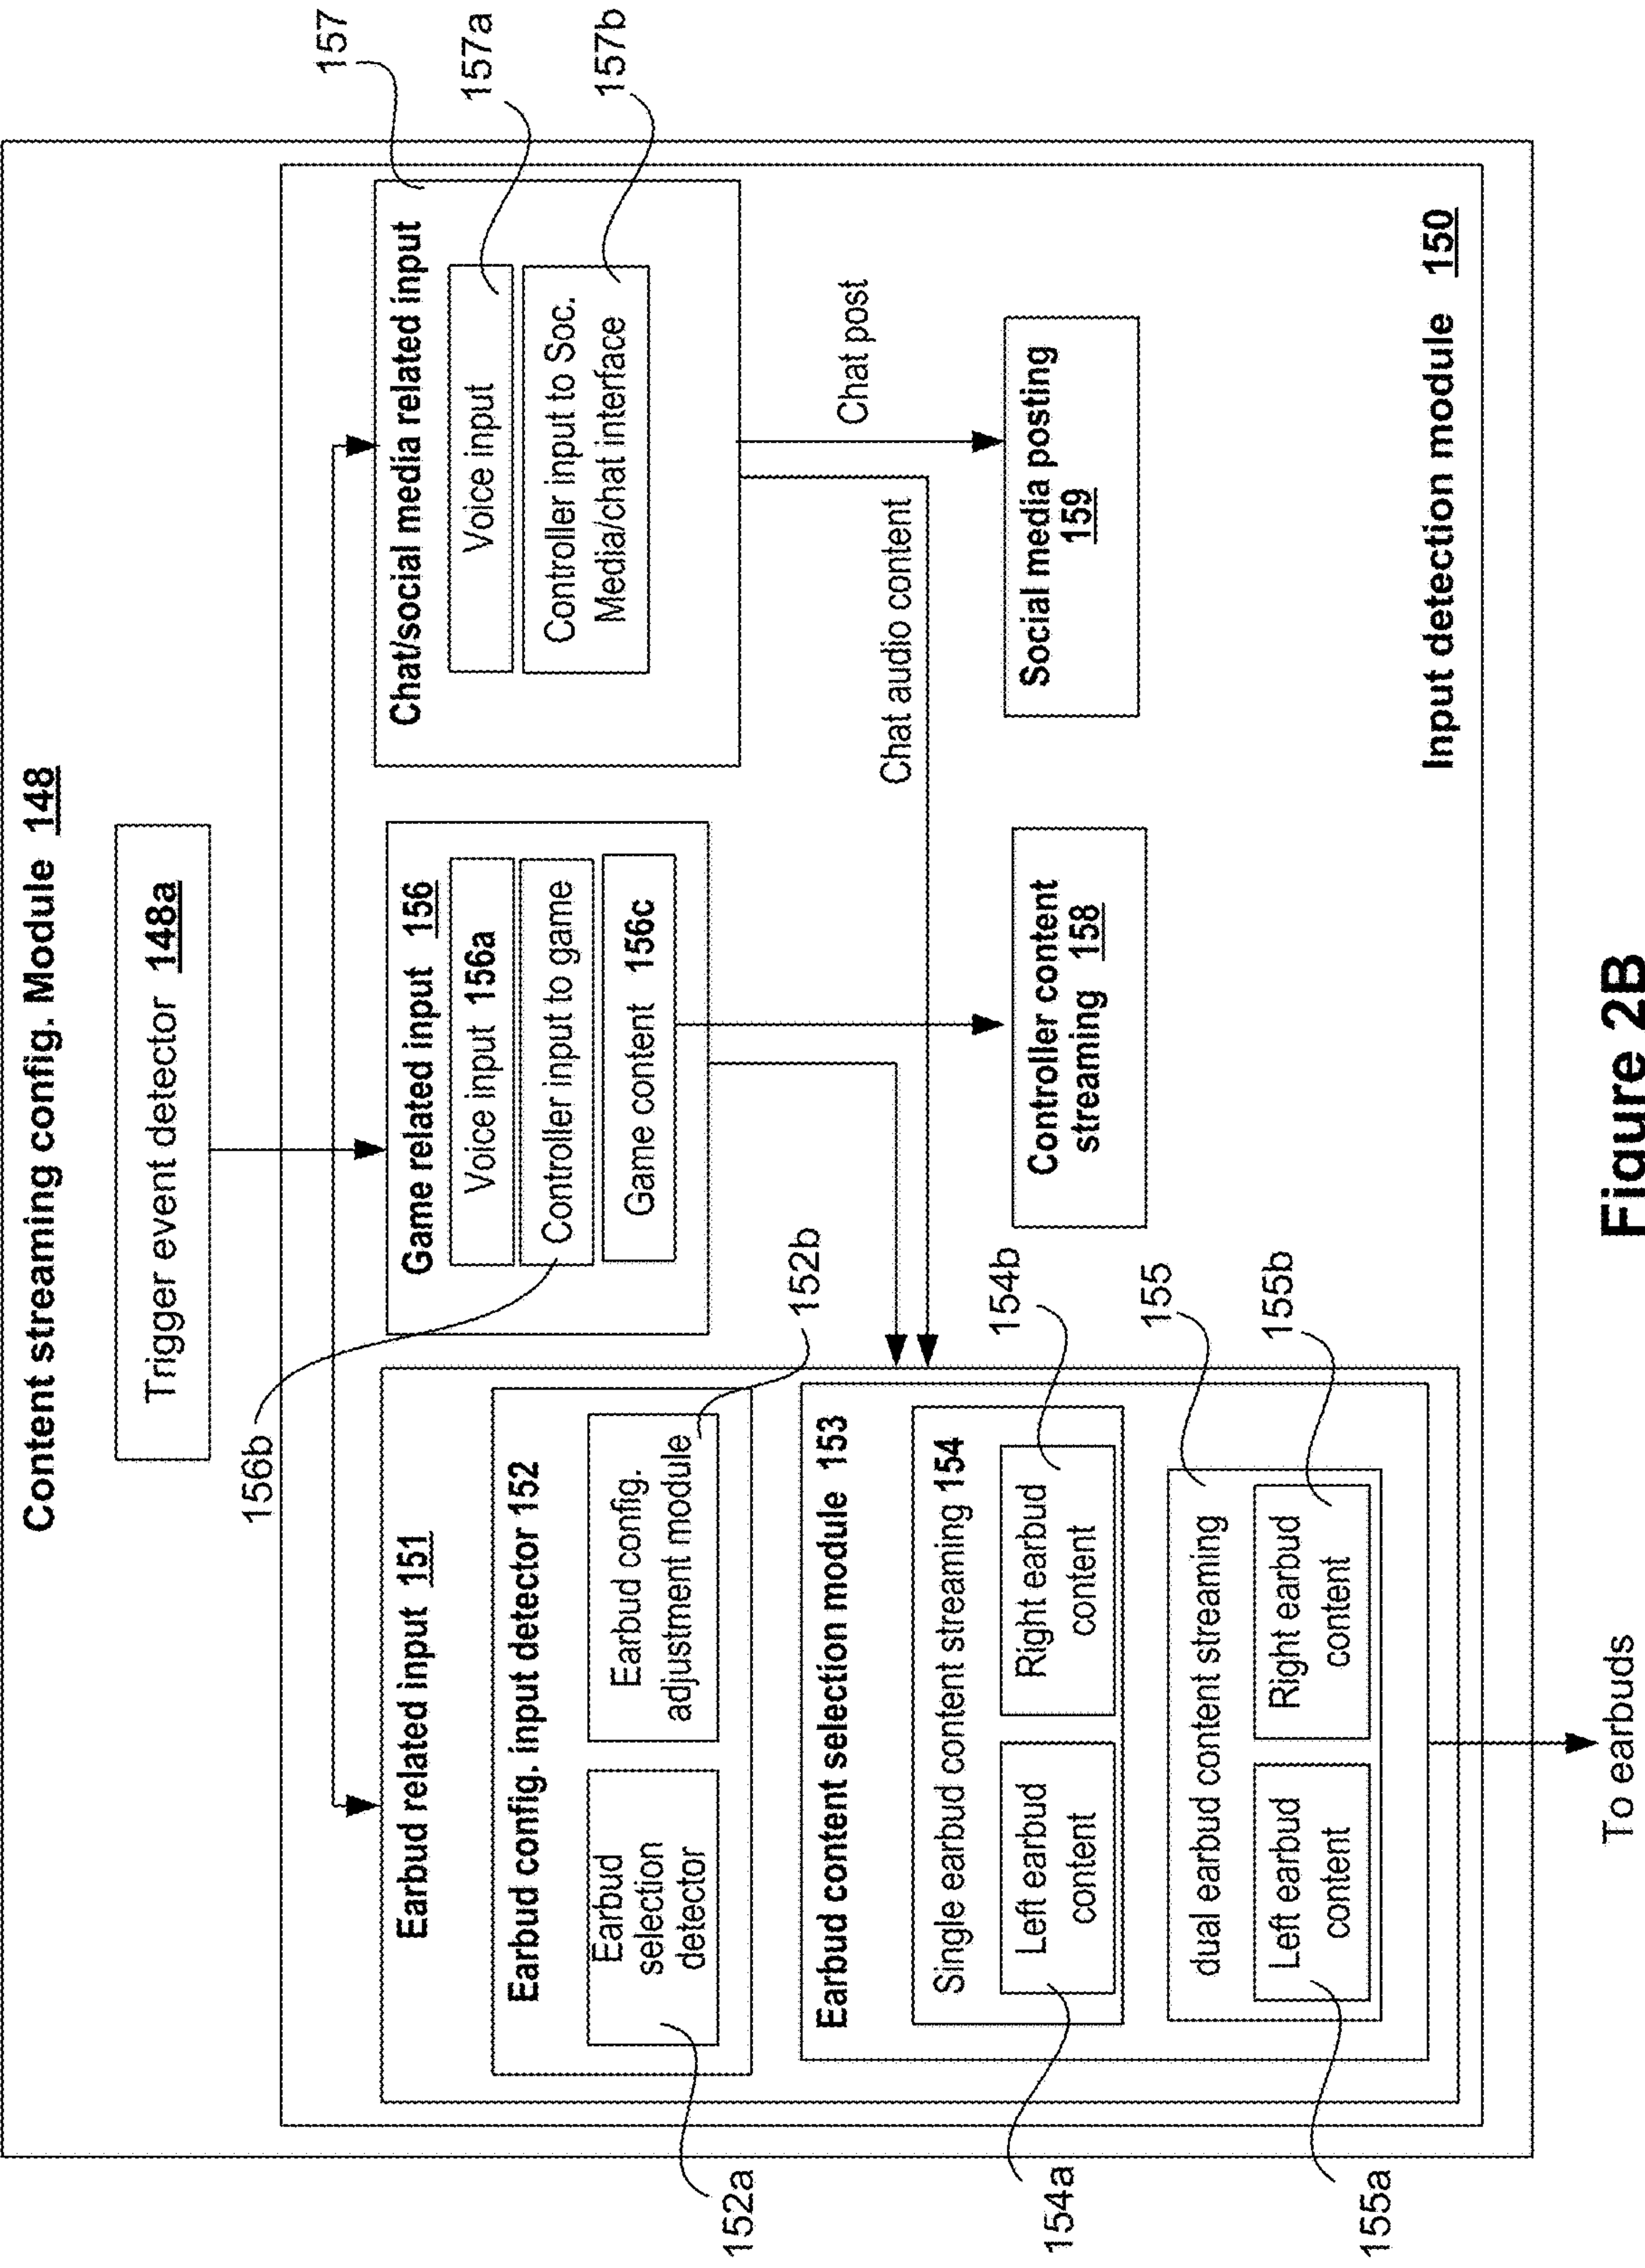 Content streaming config. Module 148
Trigger event detector 148a
156b
Earbud related input 151
Earbud config. input detector 152
152a
Earbud
selection
detector
Earbud config.
adjustment module
152b
Earbud content selection module 153
Single earbud content streaming 154
154a
Left earbud
content
Right earbud
content
154b
dual earbud content streaming
155
155a
Left earbud
content
Right earbud
content
155b
To earbuds
Game related input 156
Voice input 156a
Controller input to game
Game content 156c
Controller content
streaming 158
Chat/social media related input
157
Voice input
157a
Controller input to Soc.
Media/chat interface
157b
Chat audio content
Chat post
Social media posting
159
Input detection module 150
Figure 2B